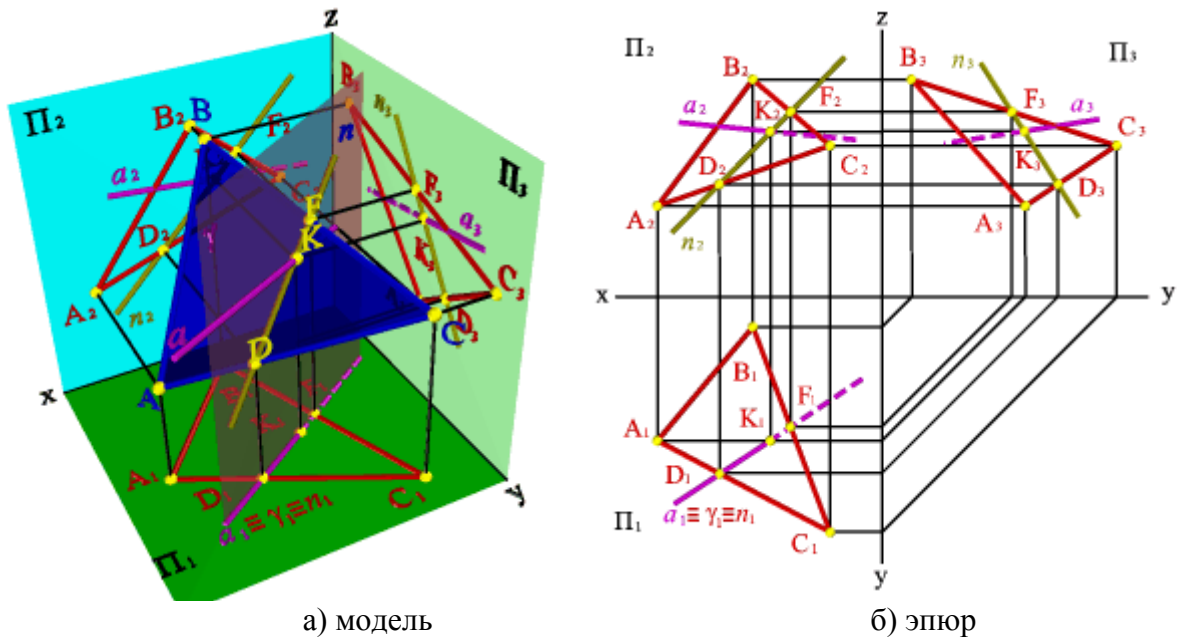 z
Π₂
B₂ B
F₂
B₃
n₃
n
Π₃
a₂
F
F₃
D₂
K
a₃
K₃
A₂
n₂
C₃
D₃
a
D
C
x
A
A₁
D₁
C₁
y
a₁≡γ₁≡n₁
Π₁
а) модель
z
Π₂
Π₃
B₂
B₃
n₃
F₂
F₃
a₂
K₂
a₃
C₃
D₂
C₂
K₃
D₃
A₂
A₃
n₂
x
y
B₁
F₁
A₁
K₁
D₁
Π₁
a₁≡γ₁≡n₁
C₁
y
б) эпюр